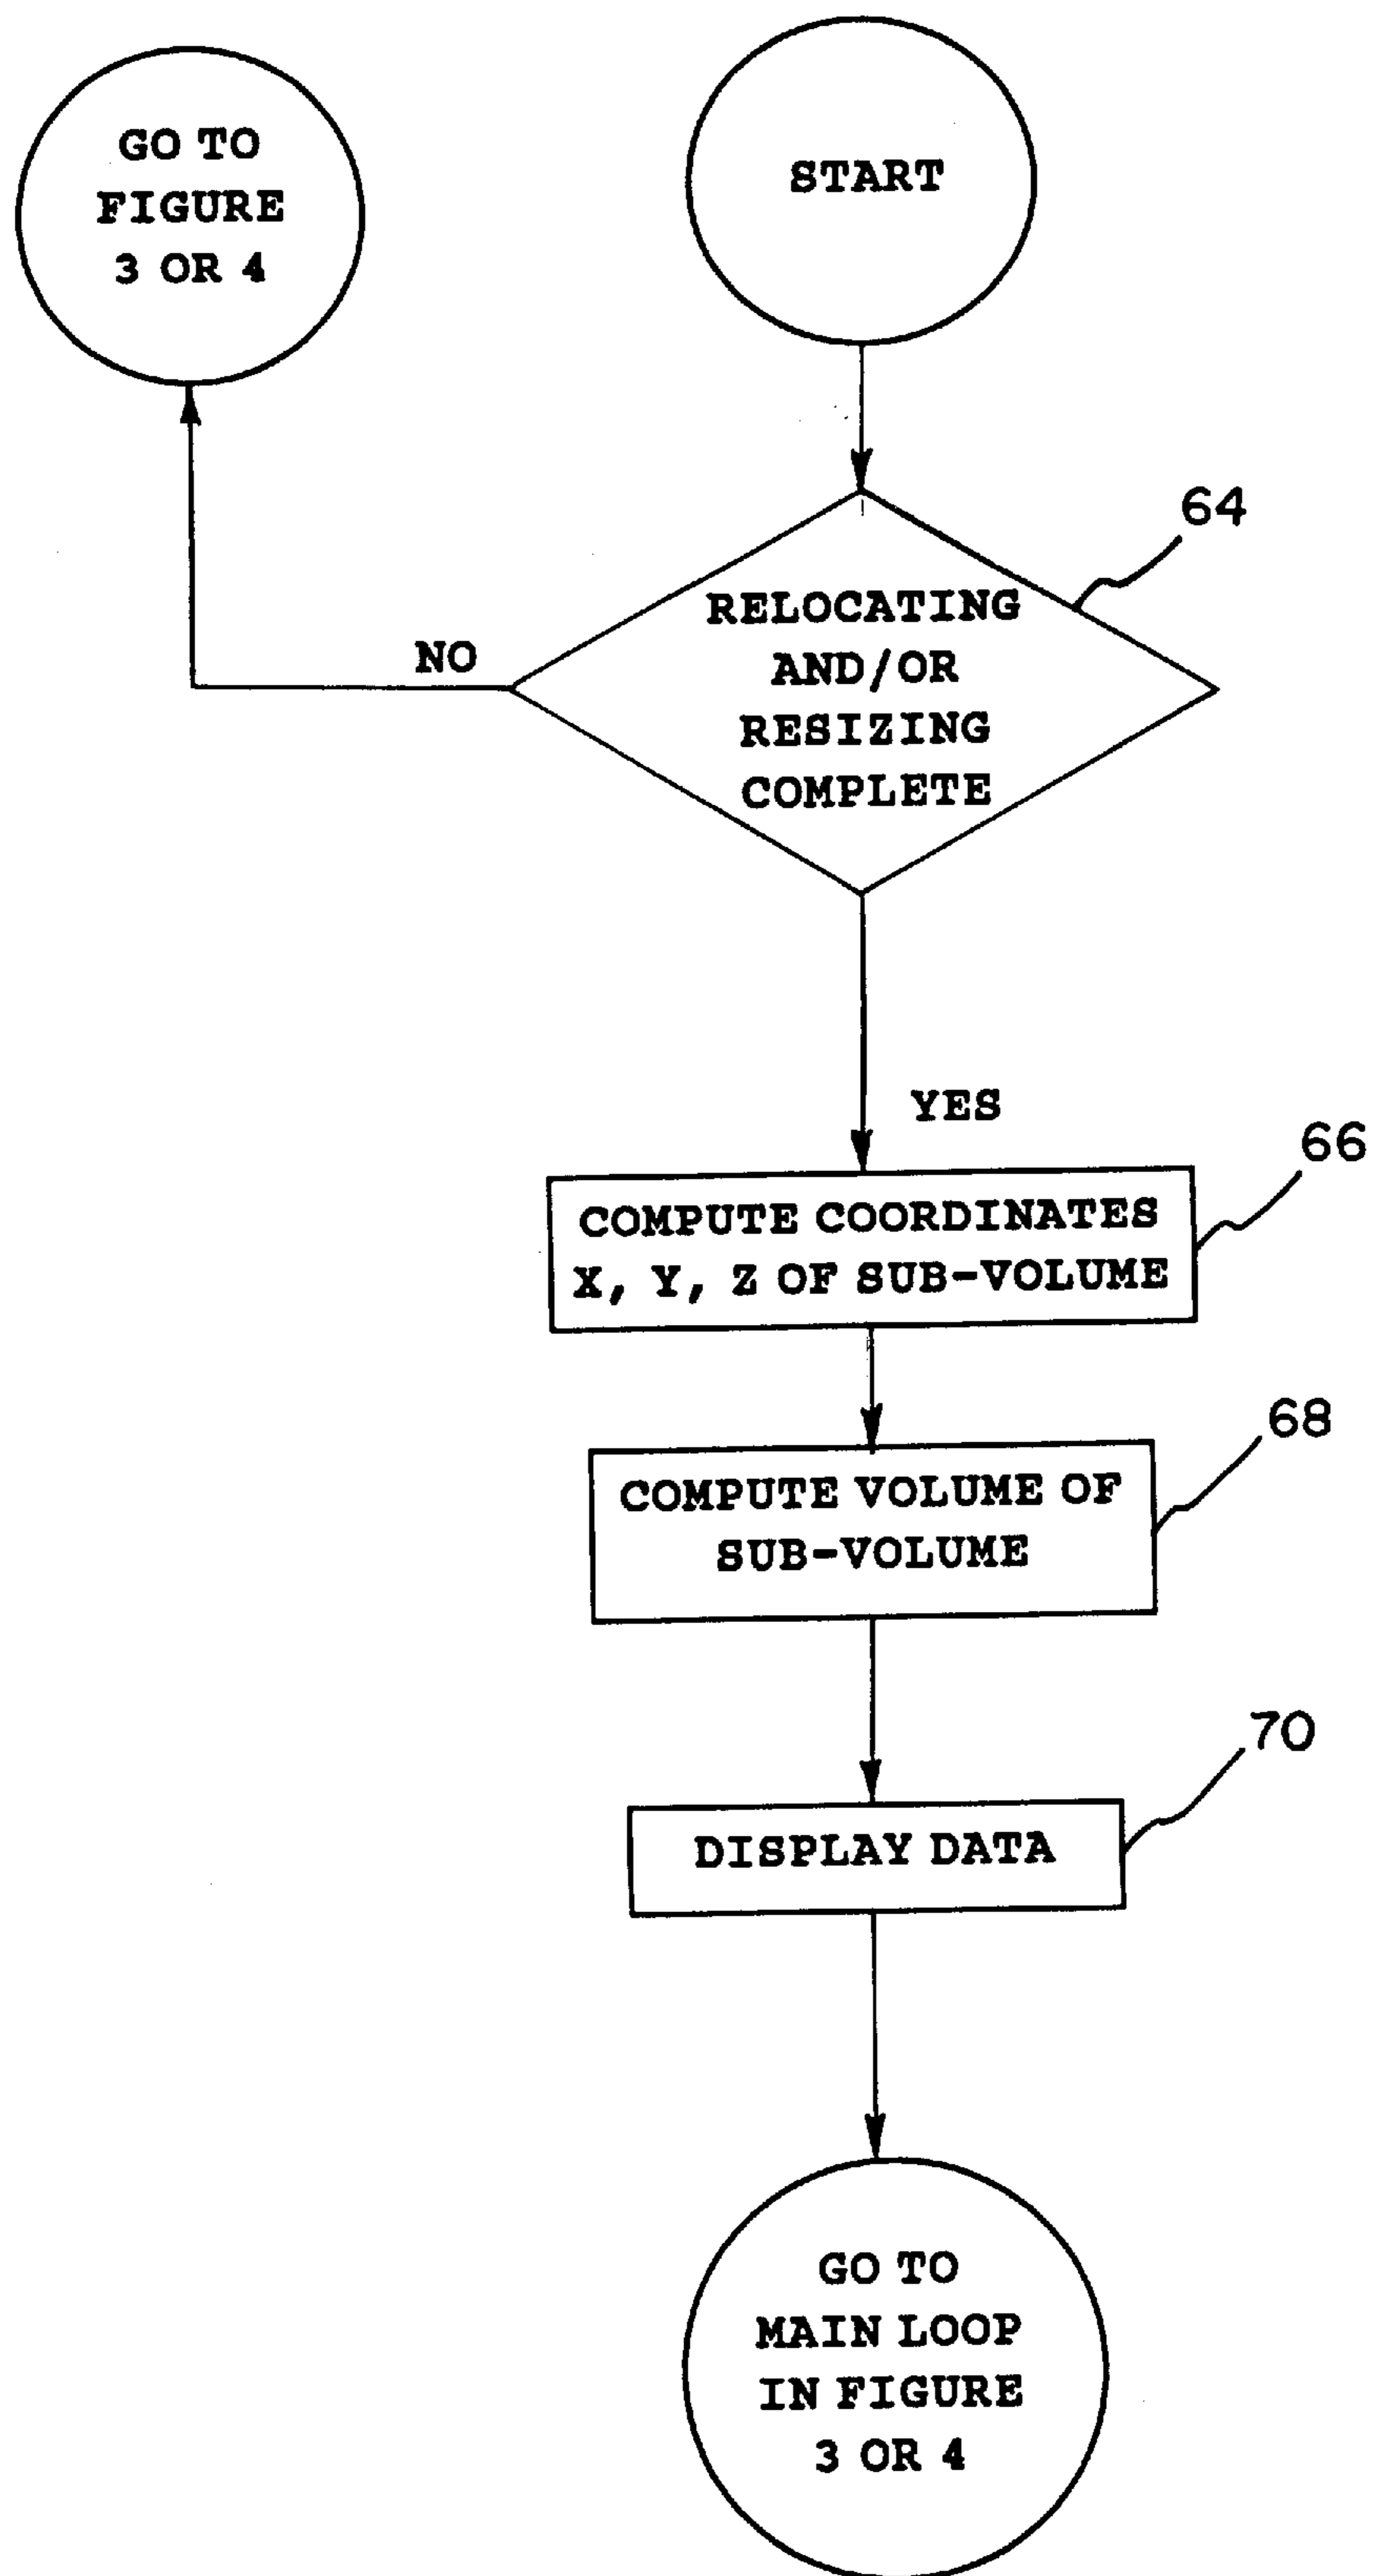 GO TO
FIGURE
3 OR 4
START
64
RELOCATING
AND/OR
RESIZING
COMPLETE
NO
YES
66
COMPUTE COORDINATES
X, Y, Z OF SUB-VOLUME
68
COMPUTE VOLUME OF
SUB-VOLUME
70
DISPLAY DATA
GO TO
MAIN LOOP
IN FIGURE
3 OR 4